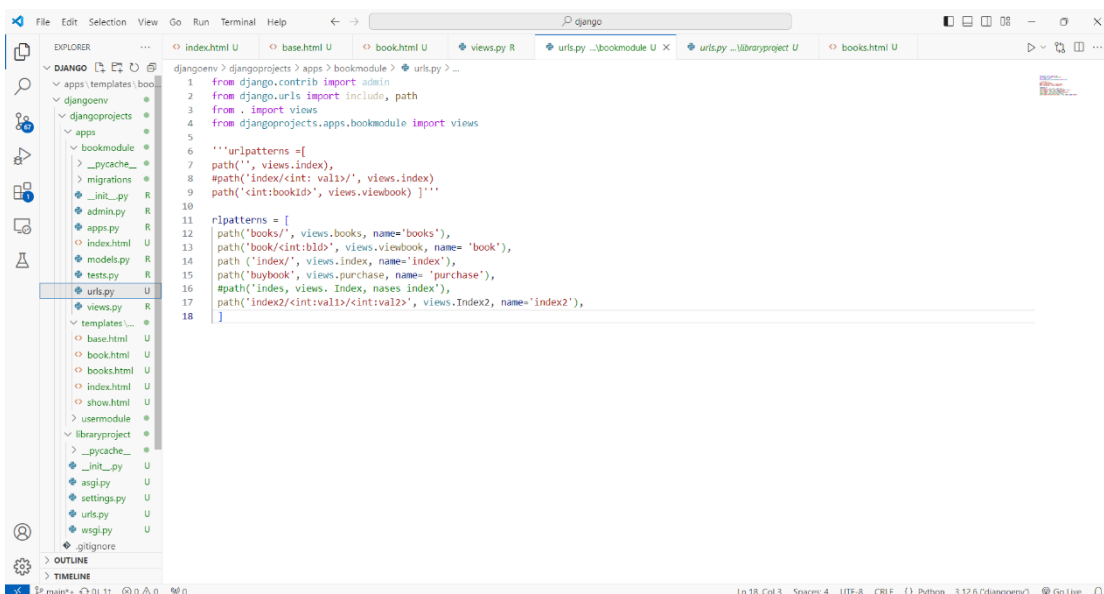 File Edit Selection View Go Run Terminal Help
django
EXPLORER
index.html U
base.html U
book.html U
views.py R
urls.py ...\bookmodule U
urls.py ...\libraryproject U
books.html U
DJANGO
apps\templates\boo...
djangoenv
djangoprojects
apps
bookmodule
__pycache__
migrations
__init__.py R
admin.py R
apps.py R
index.html U
models.py R
tests.py R
urls.py U
views.py R
templates\...
base.html U
book.html U
books.html U
index.html U
show.html U
usermodule
libraryproject
__pycache__
__init__.py U
asgi.py U
settings.py U
urls.py U
wsgi.py U
.gitignore
OUTLINE
TIMELINE
67
1
djangoenv > djangoprojects > apps > bookmodule > urls.py > ...
1 from django.contrib import admin
2 from django.urls import include, path
3 from . import views
4 from djangoprojects.apps.bookmodule import views
5
6 '''urlpatterns =[
7 path('', views.index),
8 #path('index/<int: val1>/', views.index)
9 path('<int:bookId>', views.viewbook) ]'''
10
11 rlpatterns = [
12 path('books/', views.books, name='books'),
13 path('book/<int:bld>', views.viewbook, name= 'book'),
14 path ('index/', views.index, name='index'),
15 path('buybook', views.purchase, name= 'purchase'),
16 #path('indes, views. Index, nases index'),
17 path('index2/<int:val1>/<int:val2>', views.Index2, name='index2'),
18 ]
main*+ 0↓ 1↑ 0 0 0 Ln 18, Col 3 Spaces: 4 UTF-8 CRLF {} Python 3.12.6 ('djangoenv') Go Live